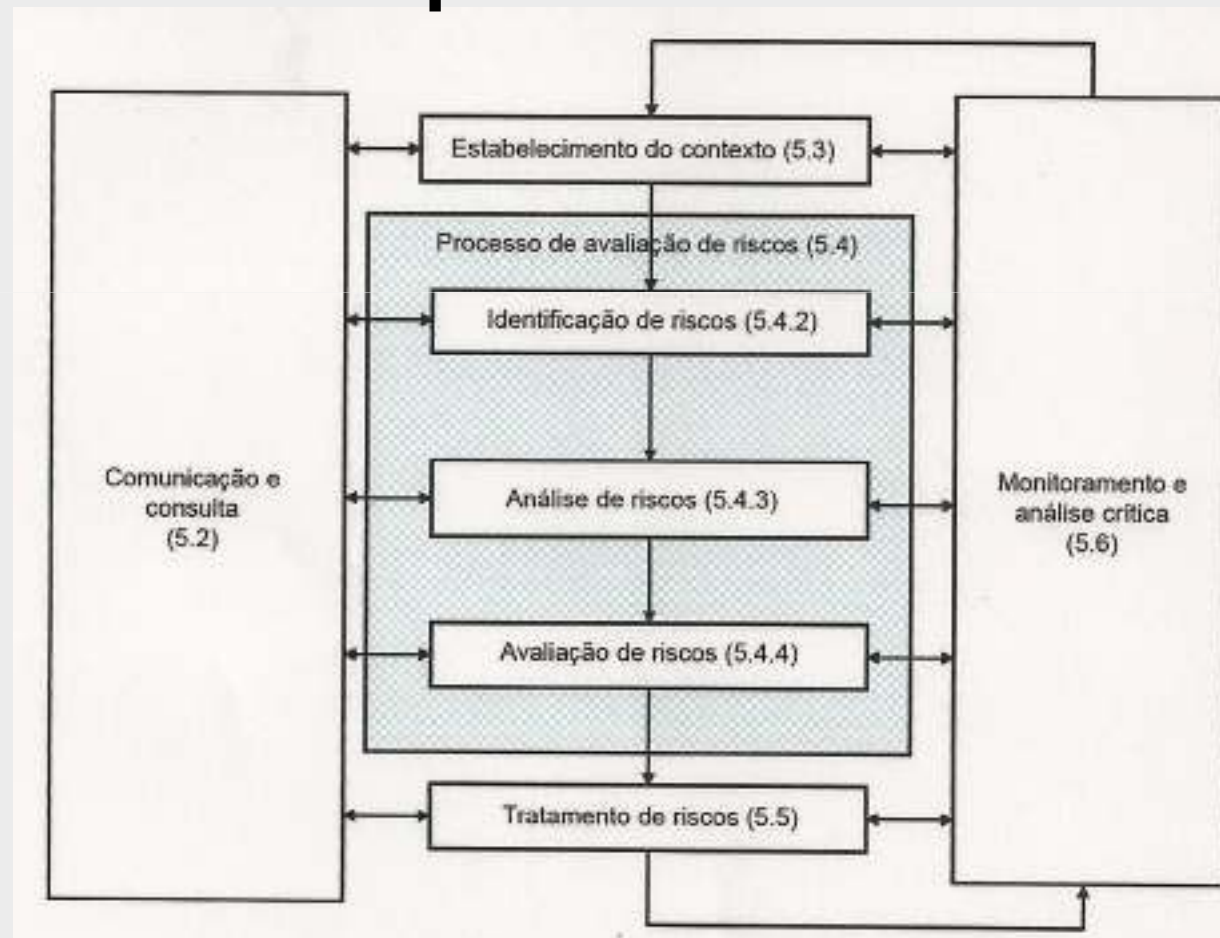 Estabelecimento do contexto (5.3)
Processo de avaliação de riscos (5.4)
Identificação de riscos (5.4.2)
Comunicação e
consulta
(5.2)
Análise de riscos (5.4.3)
Monitoramento e
análise crítica
(5.6)
Avaliação de riscos (5.4.4)
Tratamento de riscos (5.5)